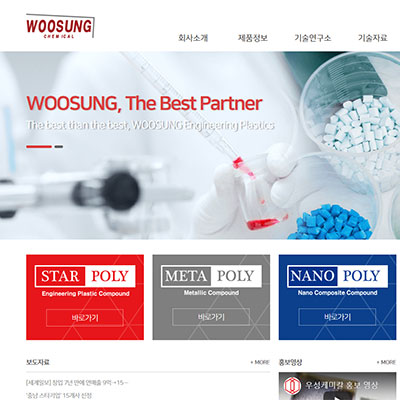 WOOSUNG
CHEMICAL
회사소개 제품정보 기술연구소 기술자료
WOOSUNG, The Best Partner
The best than the best, WOOSUNG Engineering Plastics
STAR POLY
Engineering Plastic Compound
바로가기
META POLY
Metallic Compound
바로가기
NANO POLY
Nano Composite Compound
바로가기
보도자료 + MORE
[세계일보] 창업 7년 만에 연매출 9억→15…
'충남 스타기업' 15개사 선정
홍보영상 + MORE
우성케미칼 홍보 영상